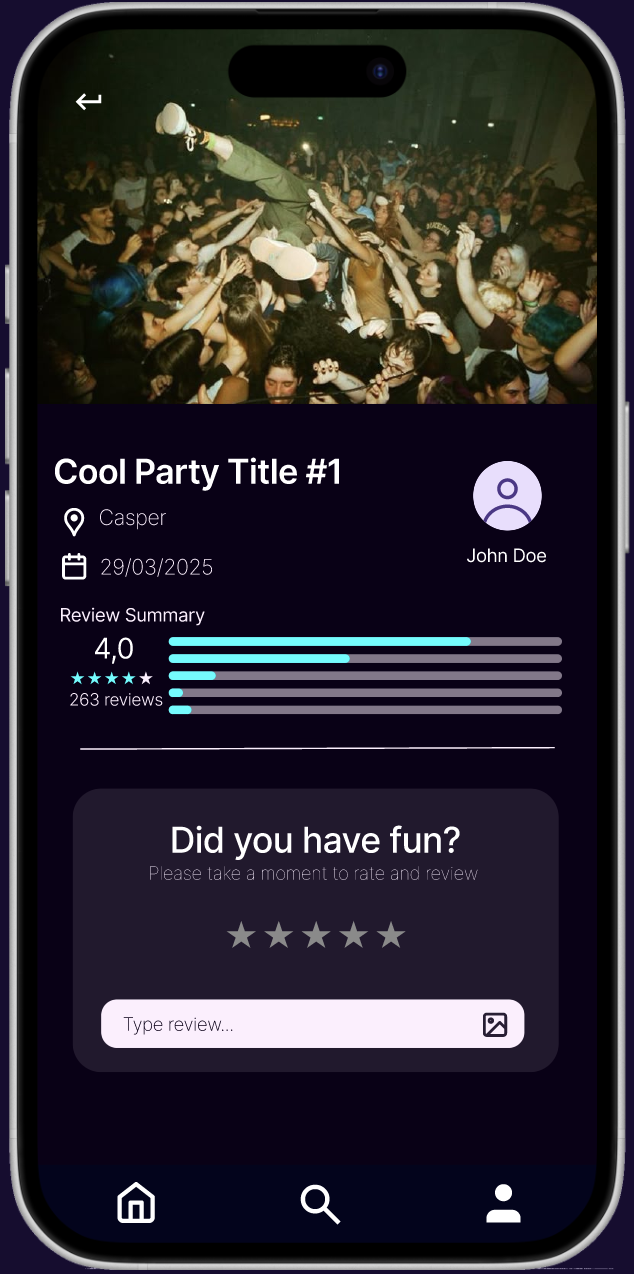 Cool Party Title #1
Casper
John Doe
29/03/2025
Review Summary
4,0
263 reviews
Did you have fun?
Please take a moment to rate and review
Type review...